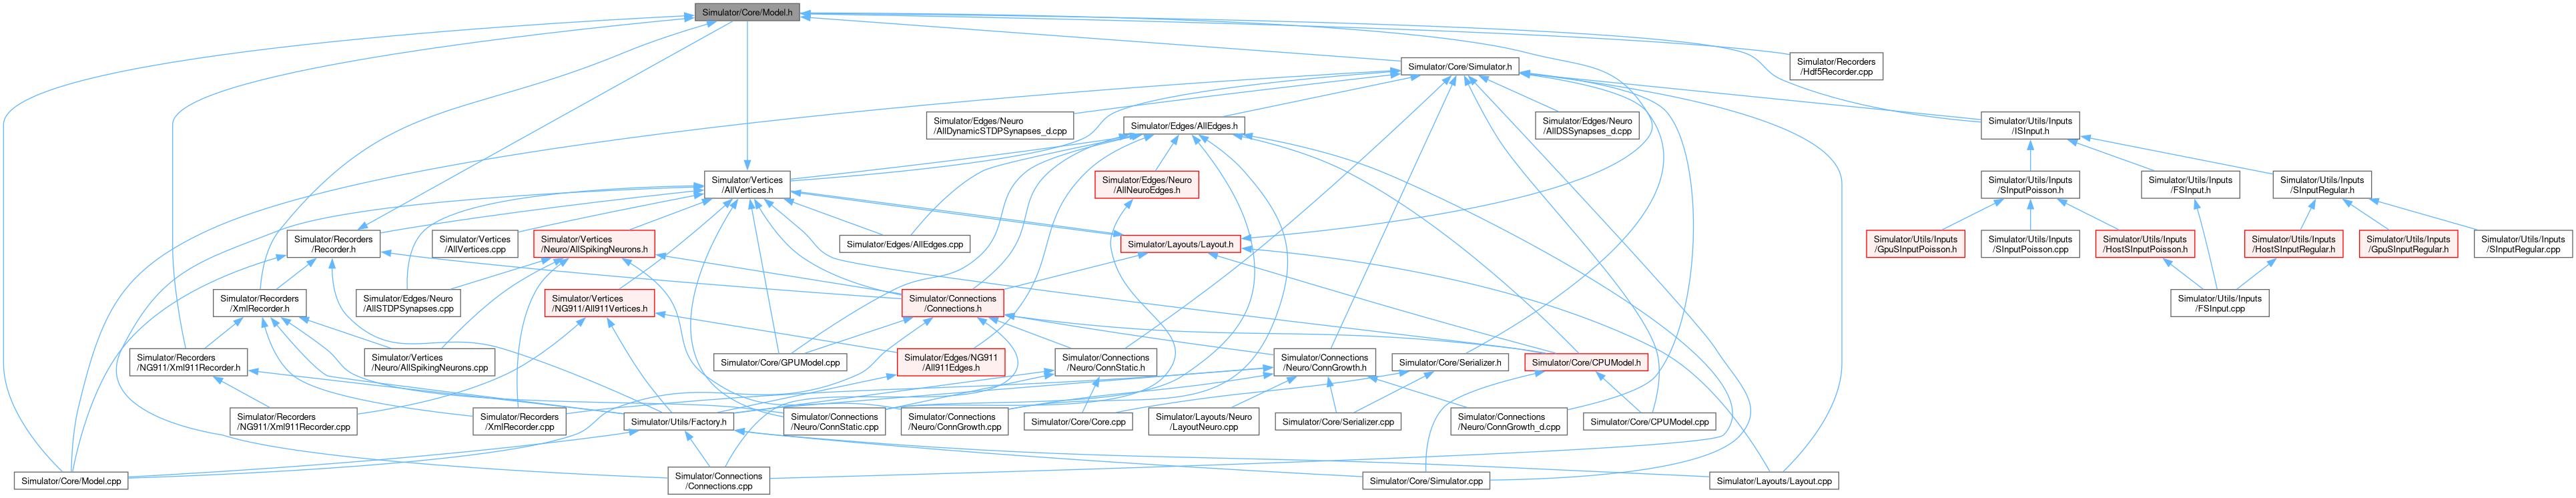 Simulator/Core/Model.h
Simulator/Core/Simulator.h
Simulator/Recorders
/Hdf5Recorder.cpp
Simulator/Edges/Neuro
/AllDynamicSTDPSynapses_d.cpp
Simulator/Edges/AllEdges.h
Simulator/Edges/Neuro
/AllDSSynapses_d.cpp
Simulator/Utils/Inputs
/ISInput.h
Simulator/Vertices
/AllVertices.h
Simulator/Edges/Neuro
/AllNeuroEdges.h
Simulator/Utils/Inputs
/SInputPoisson.h
Simulator/Utils/Inputs
/FSInput.h
Simulator/Utils/Inputs
/SInputRegular.h
Simulator/Recorders
/Recorder.h
Simulator/Vertices
/AllVertices.cpp
Simulator/Vertices
/Neuro/AllSpikingNeurons.h
Simulator/Edges/AllEdges.cpp
Simulator/Layouts/Layout.h
Simulator/Utils/Inputs
/GpuSInputPoisson.h
Simulator/Utils/Inputs
/SInputPoisson.cpp
Simulator/Utils/Inputs
/HostSInputPoisson.h
Simulator/Utils/Inputs
/HostSInputRegular.h
Simulator/Utils/Inputs
/GpuSInputRegular.h
Simulator/Utils/Inputs
/SInputRegular.cpp
Simulator/Recorders
/XmlRecorder.h
Simulator/Edges/Neuro
/AllSTDPSynapses.cpp
Simulator/Vertices
/NG911/All911Vertices.h
Simulator/Connections
/Connections.h
Simulator/Utils/Inputs
/FSInput.cpp
Simulator/Recorders
/NG911/Xml911Recorder.h
Simulator/Vertices
/Neuro/AllSpikingNeurons.cpp
Simulator/Core/GPUModel.cpp
Simulator/Edges/NG911
/All911Edges.h
Simulator/Connections
/Neuro/ConnStatic.h
Simulator/Connections
/Neuro/ConnGrowth.h
Simulator/Core/Serializer.h
Simulator/Core/CPUModel.h
Simulator/Recorders
/NG911/Xml911Recorder.cpp
Simulator/Recorders
/XmlRecorder.cpp
Simulator/Utils/Factory.h
Simulator/Connections
/Neuro/ConnStatic.cpp
Simulator/Connections
/Neuro/ConnGrowth.cpp
Simulator/Core/Core.cpp
Simulator/Layouts/Neuro
/LayoutNeuro.cpp
Simulator/Core/Serializer.cpp
Simulator/Connections
/Neuro/ConnGrowth_d.cpp
Simulator/Core/CPUModel.cpp
Simulator/Core/Model.cpp
Simulator/Connections
/Connections.cpp
Simulator/Core/Simulator.cpp
Simulator/Layouts/Layout.cpp